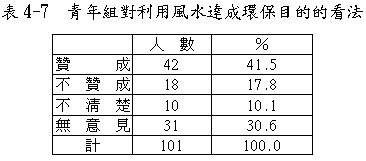 表4-7 青年組對利用風水達成環保目的的看法
人數 %
贊成 42 41.5
不贊成 18 17.8
不清楚 10 10.1
無意見 31 30.6
計 101 100.0